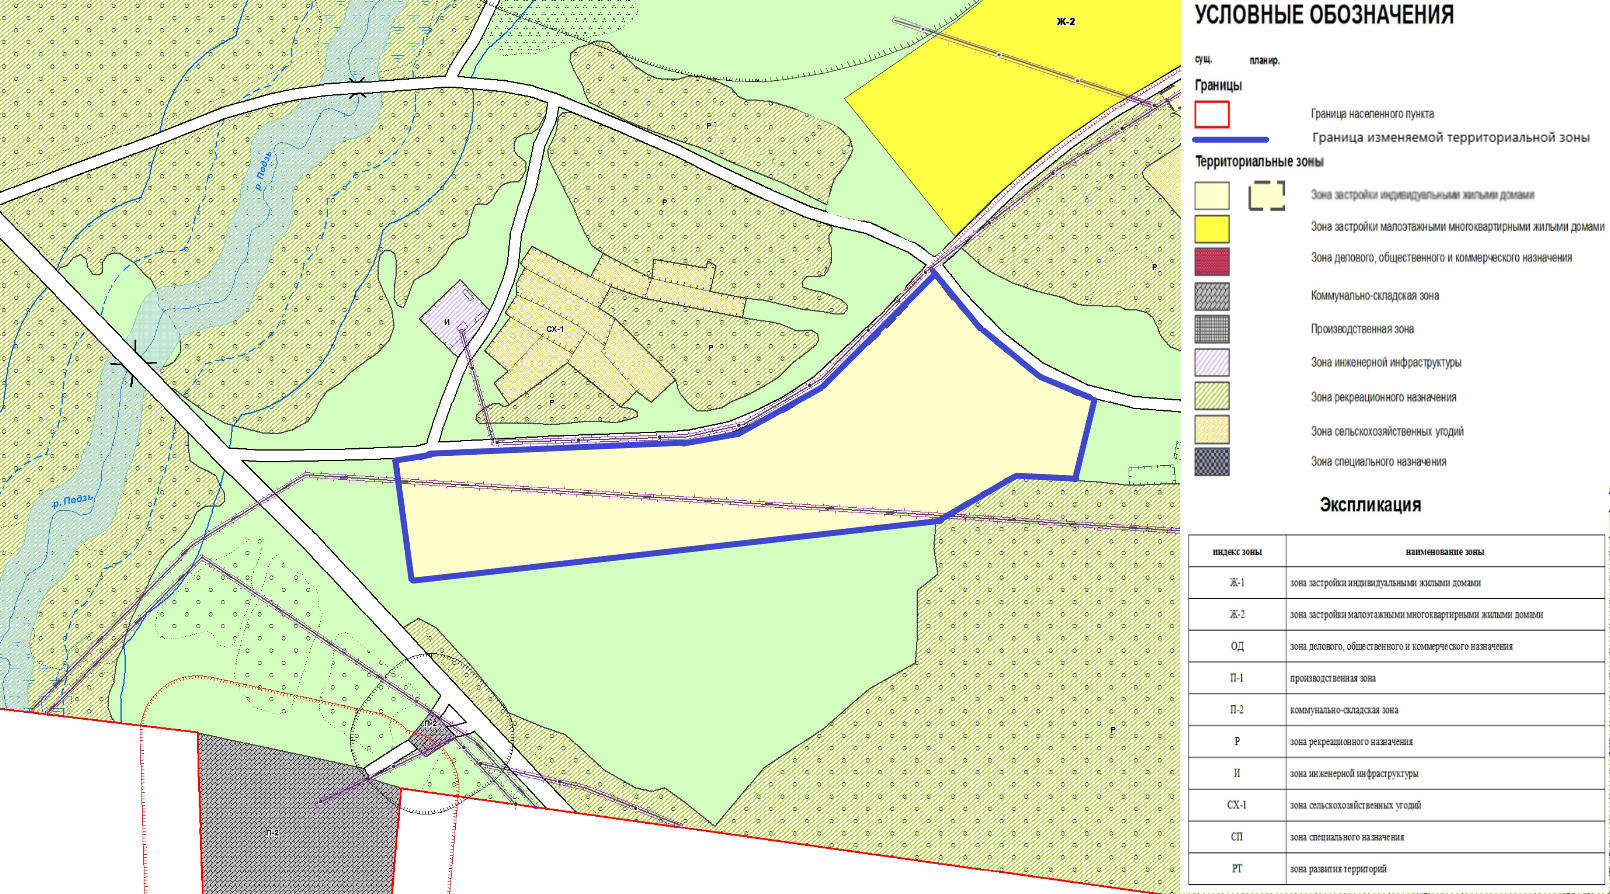 Ж-2
Р
Р
Р
р. Подзь
И
СХ-1
Р
Р
р. Подзь
П-2
Р
П-2
УСЛОВНЫЕ ОБОЗНАЧЕНИЯ
сущ. планир.
Границы
Граница населенного пункта
Граница изменяемой территориальной зоны
Территориальные зоны
Зона застройки индивидуальными жилыми домами
Зона застройки малоэтажными многоквартирными жилыми домами
Зона делового, общественного и коммерческого назначения
Коммунально-складская зона
Производственная зона
Зона инженерной инфраструктуры
Зона рекреационного назначения
Зона сельскохозяйственных угодий
Зона специального назначения
Экспликация
индекс зоны наименование зоны
Ж-1 зона застройки индивидуальными жилыми домами
Ж-2 зона застройки малоэтажными многоквартирными жилыми домами
ОД зона делового, общественного и коммерческого назначения
П-1 производственная зона
П-2 коммунально-складская зона
Р зона рекреационного назначения
И зона инженерной инфраструктуры
СХ-1 зона сельскохозяйственных угодий
СП зона специального назначения
РТ зона развития территорий